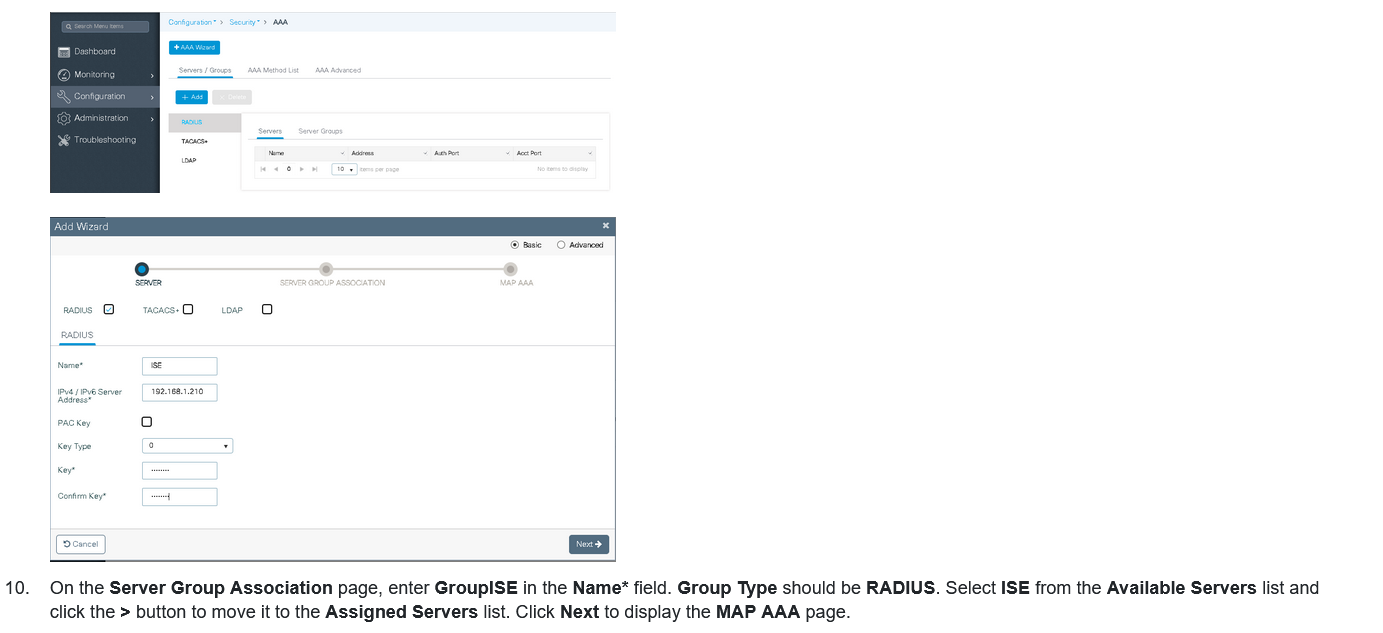 Search Menu Items
Configuration > Security > AAA
+ AAA Wizard
Dashboard
Monitoring
Configuration
Administration
Troubleshooting
Servers / Groups AAA Method List AAA Advanced
+ Add × Delete
RADIUS
TACACS+
LDAP
Servers Server Groups
Name Address Auth Port Acct Port
0 10 items per page No items to display
Add Wizard
Basic Advanced
SERVER SERVER GROUP ASSOCIATION MAP AAA
RADIUS TACACS+ LDAP
RADIUS
Name* ISE
IPv4 / IPv6 Server
Address* 192.168.1.210
PAC Key
Key Type 0
Key* ········
Confirm Key* ········
Cancel Next
10. On the Server Group Association page, enter GroupISE in the Name* field. Group Type should be RADIUS. Select ISE from the Available Servers list and
click the > button to move it to the Assigned Servers list. Click Next to display the MAP AAA page.